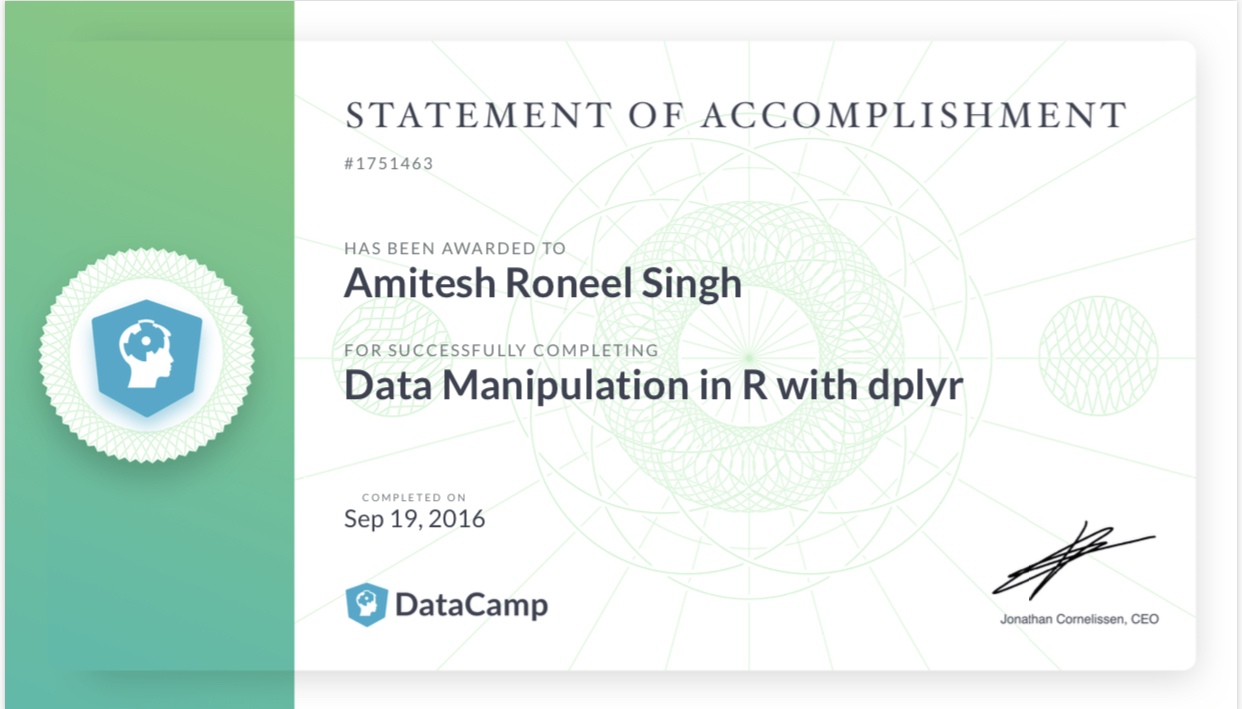 STATEMENT OF ACCOMPLISHMENT
#1751463
HAS BEEN AWARDED TO
Amitesh Roneel Singh
FOR SUCCESSFULLY COMPLETING
Data Manipulation in R with dplyr
COMPLETED ON
Sep 19, 2016
DataCamp
Jonathan Cornelissen, CEO